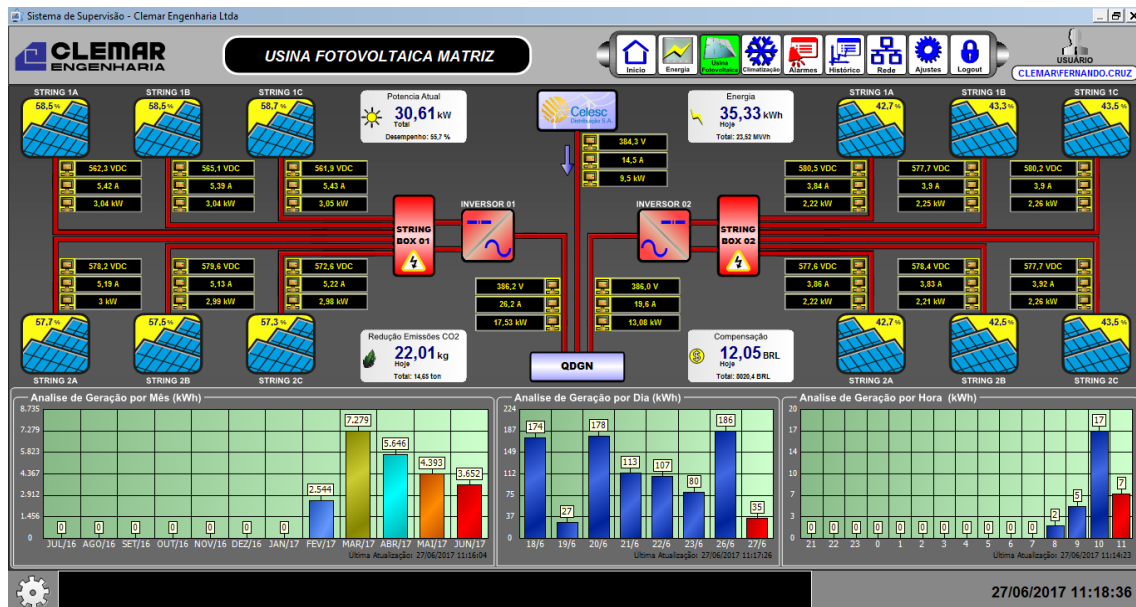 Sistema de Supervisão - Clemar Engenharia Ltda
CLEMAR
ENGENHARIA
USINA FOTOVOLTAICA MATRIZ
Início
Energia
Usina
Fotovoltaica
Climatização
Alarmes
Histórico
Rede
Ajustes
Logout
USUÁRIO
CLEMAR\FERNANDO.CRUZ
STRING 1A
58,5 %
562,3 VDC
5,42 A
3,04 kW
STRING 1B
58,5 %
565,1 VDC
5,39 A
3,04 kW
STRING 1C
58,7 %
561,9 VDC
5,43 A
3,05 kW
Potencia Atual
30,61 kW
Total
Desempenho: 55,7 %
Celesc
Distribuição S.A.
384,3 V
14,5 A
9,5 kW
Energia
35,33 kWh
Hoje
Total: 23,52 MWh
STRING 1A
42,7 %
580,5 VDC
3,84 A
2,22 kW
STRING 1B
43,3 %
577,7 VDC
3,9 A
2,25 kW
STRING 1C
43,5 %
580,2 VDC
3,9 A
2,26 kW
STRING
BOX 01
INVERSOR 01
INVERSOR 02
STRING
BOX 02
578,2 VDC
5,19 A
3 kW
57,7 %
STRING 2A
579,6 VDC
5,13 A
2,99 kW
57,5 %
STRING 2B
572,6 VDC
5,22 A
2,98 kW
57,3 %
STRING 2C
386,2 V
26,2 A
17,53 kW
386,0 V
19,6 A
13,08 kW
577,6 VDC
3,86 A
2,22 kW
42,7 %
STRING 2A
578,4 VDC
3,83 A
2,21 kW
42,5 %
STRING 2B
577,7 VDC
3,92 A
2,26 kW
43,5 %
STRING 2C
Redução Emissões CO2
22,01 kg
Hoje
Total: 14,65 ton
QDGN
Compensação
12,05 BRL
Hoje
Total: 8020,4 BRL
Analise de Geração por Mês (kWh)
8.735
7.279
5.823
4.367
2.912
1.456
0
0 0 0 0 0 0 0 2.544 7.279 5.646 4.393 3.652
JUL/16 AGO/16 SET/16 OUT/16 NOV/16 DEZ/16 JAN/17 FEV/17 MAR/17 ABR/17 MAI/17 JUN/17
Última Atualização: 27/06/2017 11:16:04
Analise de Geração por Dia (kWh)
224
187
149
112
75
37
0
174 27 178 113 107 80 186 35
18/6 19/6 20/6 21/6 22/6 23/6 26/6 27/6
Última Atualização: 27/06/2017 11:17:26
Analise de Geração por Hora (kWh)
20
17
14
10
7
3
0
0 0 0 0 0 0 0 0 0 0 0 2 5 17 7
21 22 23 0 1 2 3 4 5 6 7 8 9 10 11
Última Atualização: 27/06/2017 11:14:23
27/06/2017 11:18:36